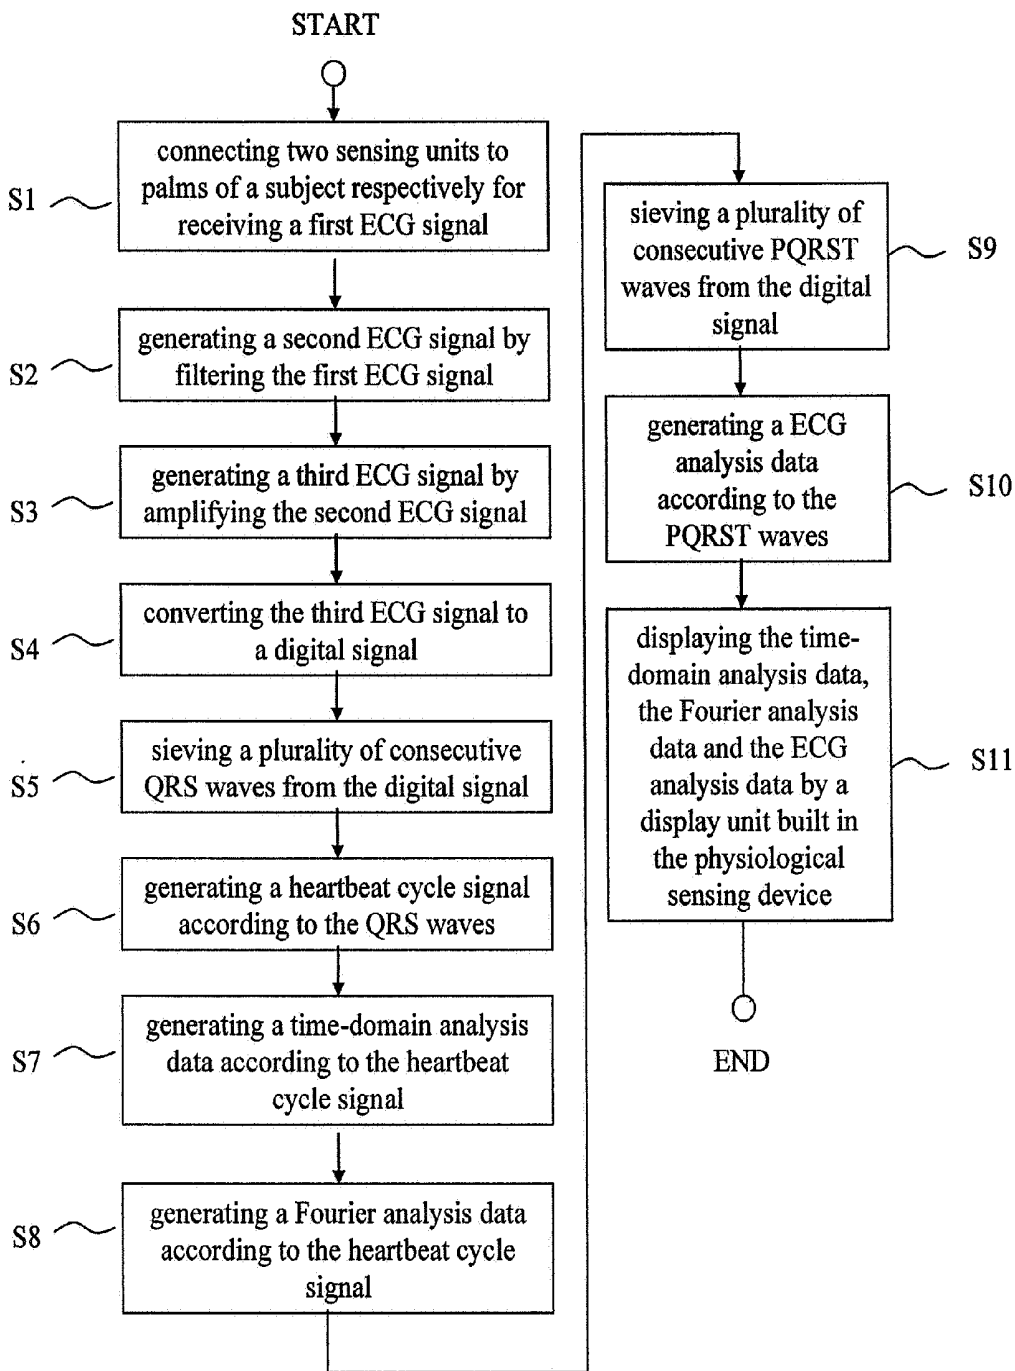 START
S1
connecting two sensing units to
palms of a subject respectively for
receiving a first ECG signal
S2
generating a second ECG signal by
filtering the first ECG signal
S3
generating a third ECG signal by
amplifying the second ECG signal
S4
converting the third ECG signal to
a digital signal
S5
sieving a plurality of consecutive
QRS waves from the digital signal
S6
generating a heartbeat cycle signal
according to the QRS waves
S7
generating a time-domain analysis
data according to the heartbeat
cycle signal
S8
generating a Fourier analysis data
according to the heartbeat cycle
signal
sieving a plurality of
consecutive PQRST
waves from the digital
signal
S9
generating a ECG
analysis data
according to the
PQRST waves
S10
displaying the time-
domain analysis data,
the Fourier analysis
data and the ECG
analysis data by a
display unit built in
the physiological
sensing device
S11
END